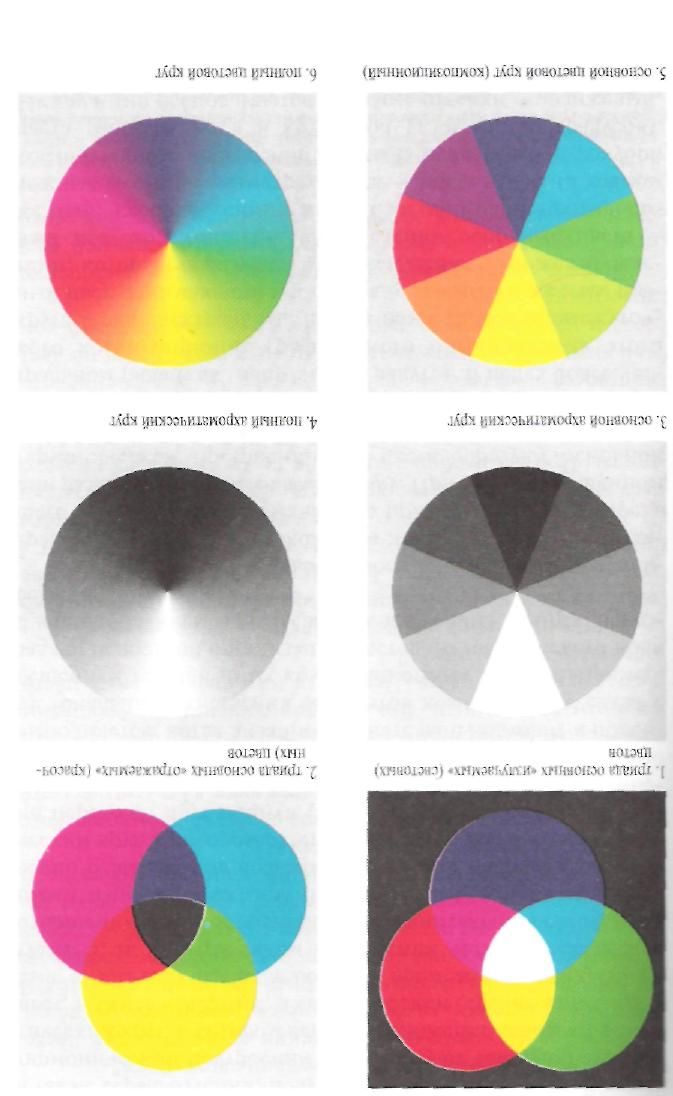 1. триада основных «излучаемых» (световых)
цветов
2. триада основных «отражаемых» (красоч-
ных) цветов
3. основной ахроматический круг
4. полный ахроматический круг
5. основной цветовой круг (композиционный)
6. полный цветовой круг